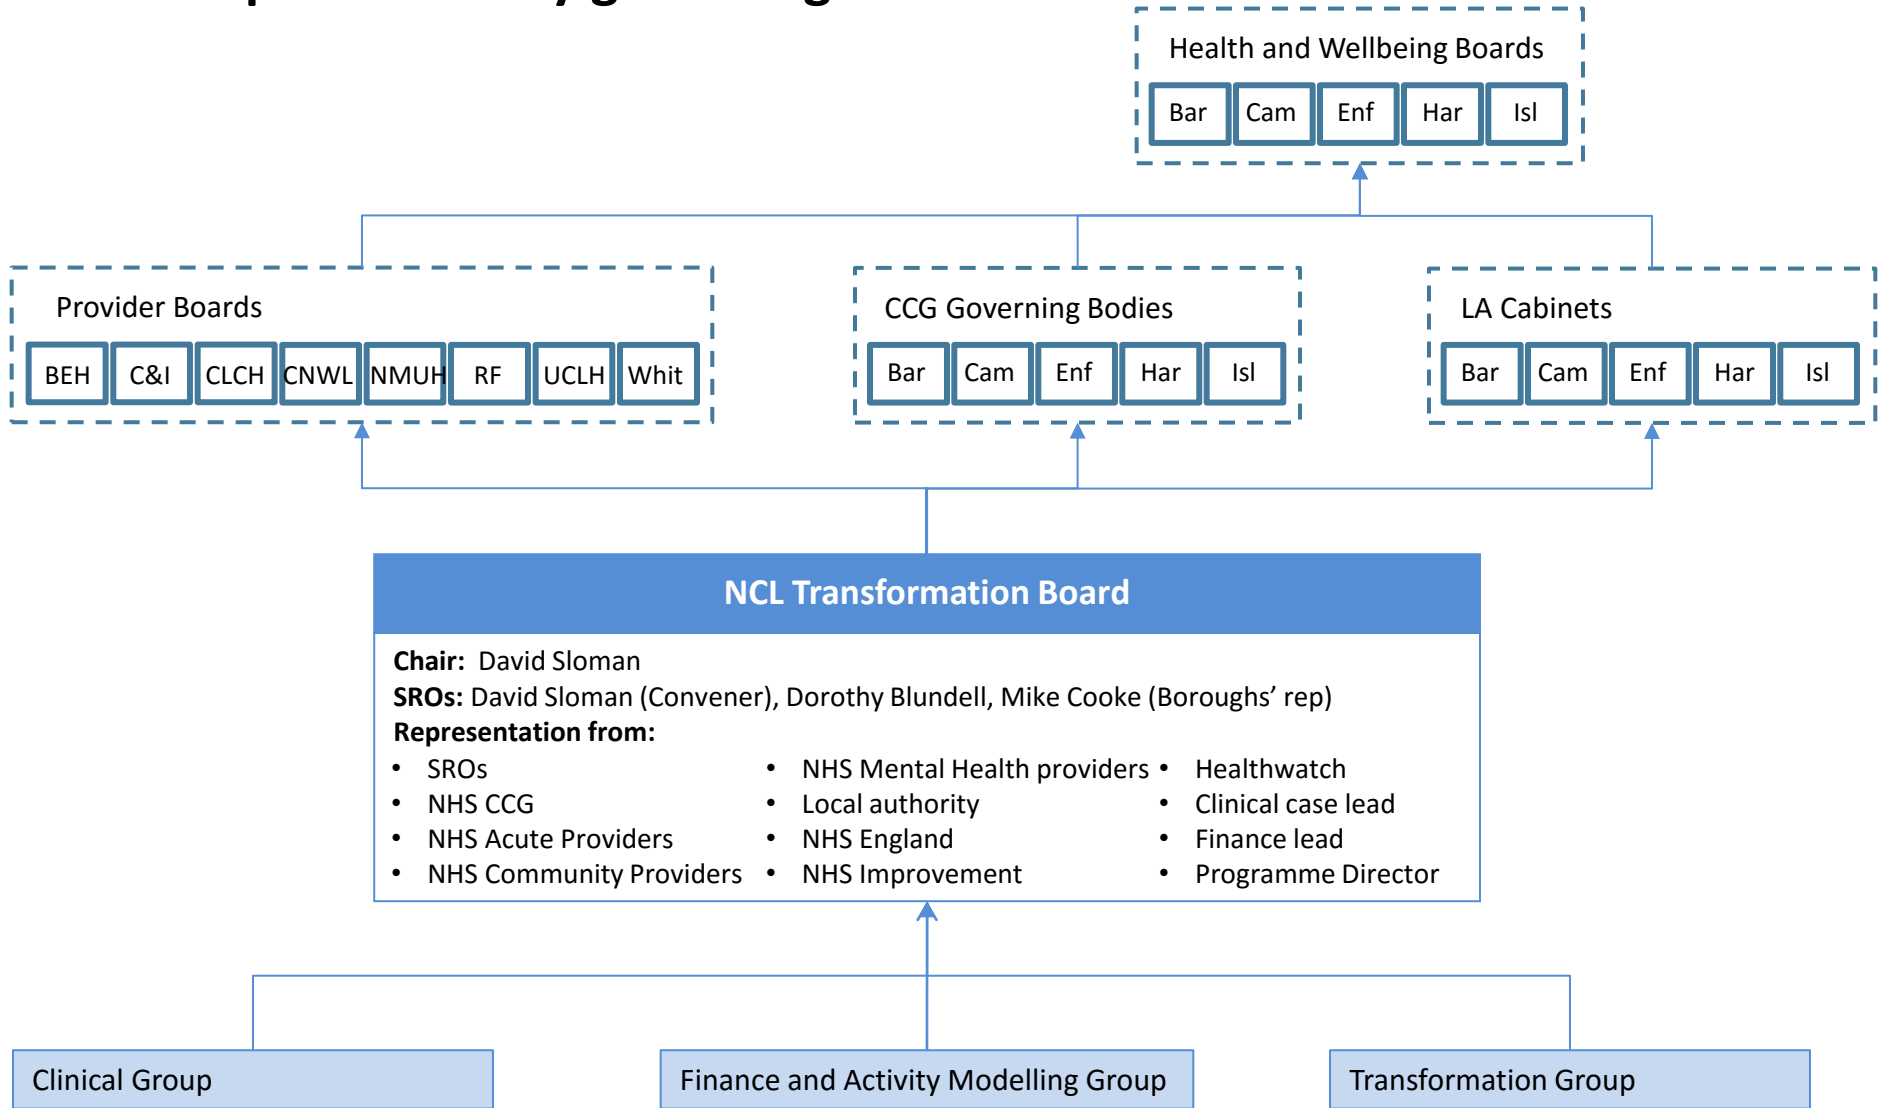 Health and Wellbeing Boards
Bar Cam Enf Har Isl
Provider Boards
BEH C&I CLCH CNWL NMUH RF UCLH Whit
CCG Governing Bodies
Bar Cam Enf Har Isl
LA Cabinets
Bar Cam Enf Har Isl
NCL Transformation Board
Chair: David Sloman
SROs: David Sloman (Convener), Dorothy Blundell, Mike Cooke (Boroughs’ rep)
Representation from:
• SROs
• NHS CCG
• NHS Acute Providers
• NHS Community Providers
• NHS Mental Health providers
• Local authority
• NHS England
• NHS Improvement
• Healthwatch
• Clinical case lead
• Finance lead
• Programme Director
Clinical Group
Finance and Activity Modelling Group
Transformation Group